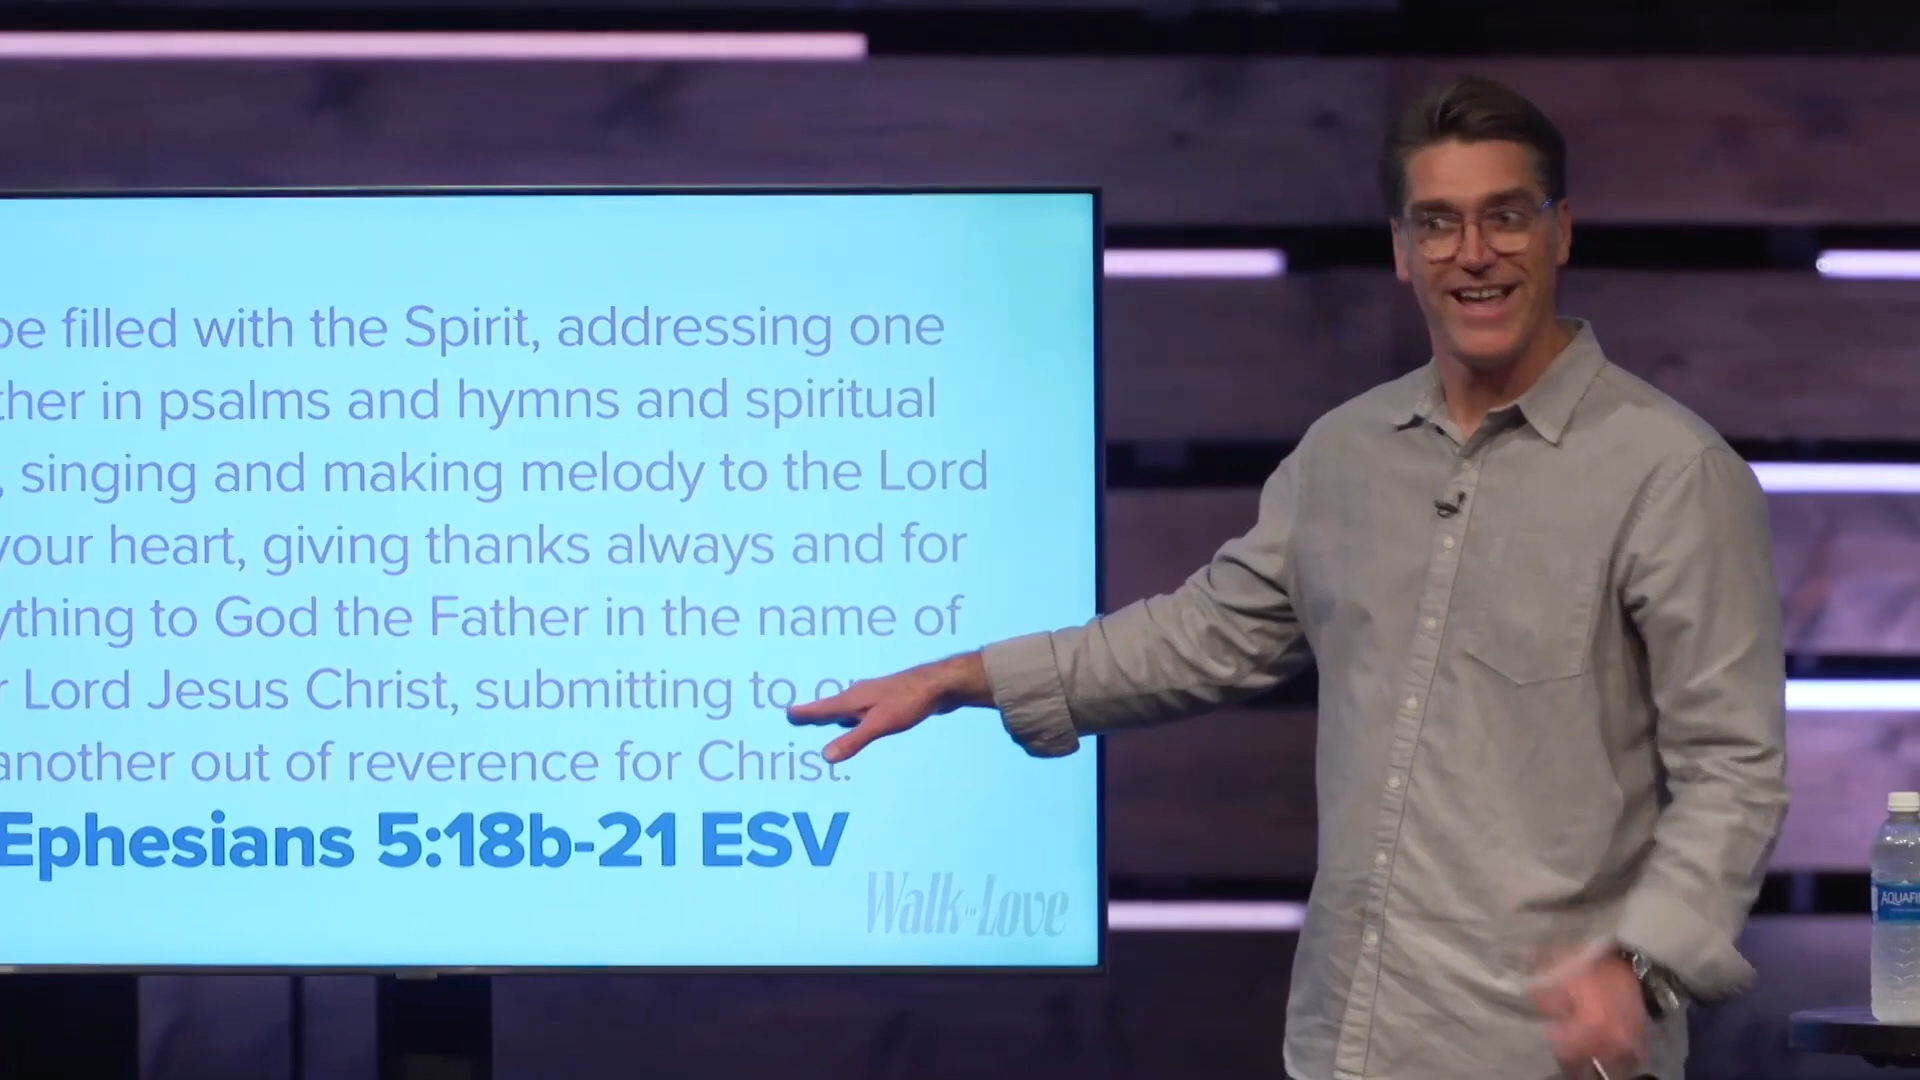 be filled with the Spirit, addressing one
ther in psalms and hymns and spiritual
, singing and making melody to the Lord
your heart, giving thanks always and for
ything to God the Father in the name of
r Lord Jesus Christ, submitting to
another out of reverence for Christ.
Ephesians 5:18b-21 ESV
Walk in Love
AQUAFI